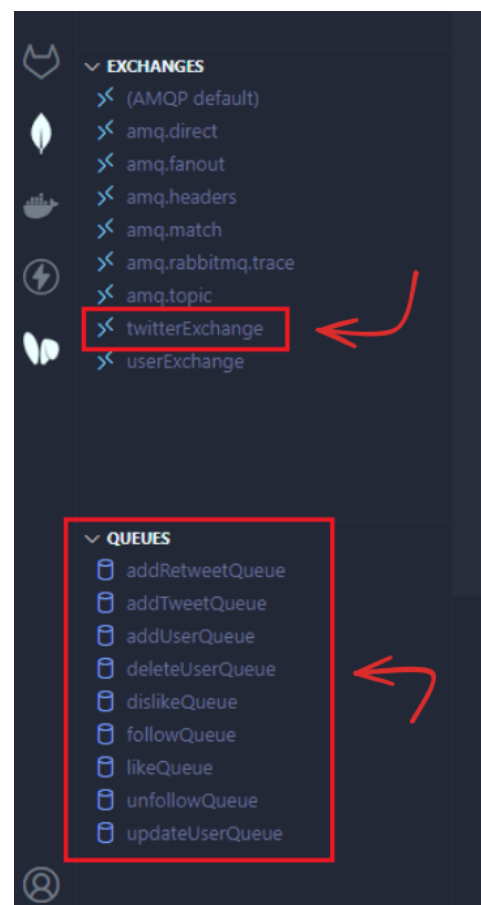 EXCHANGES
(AMQP default)
amq.direct
amq.fanout
amq.headers
amq.match
amq.rabbitmq.trace
amq.topic
twitterExchange
userExchange
QUEUES
addRetweetQueue
addTweetQueue
addUserQueue
deleteUserQueue
dislikeQueue
followQueue
likeQueue
unfollowQueue
updateUserQueue